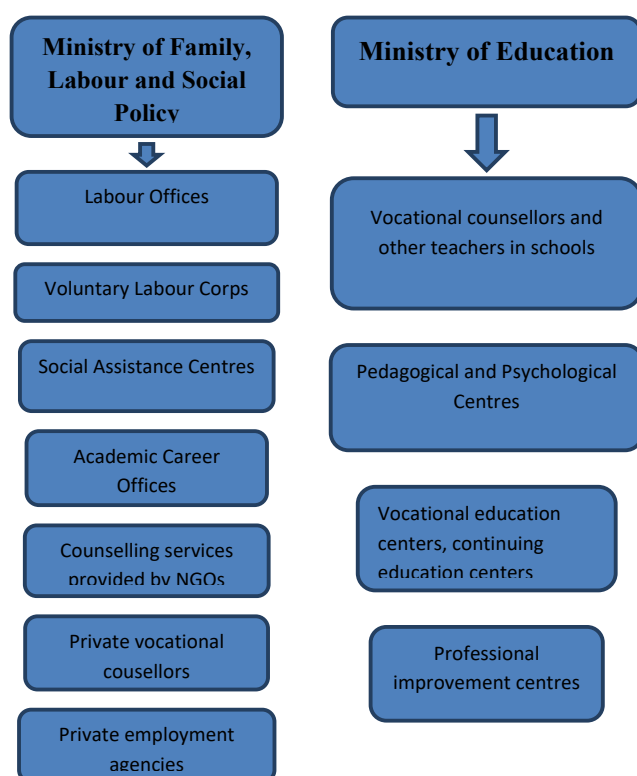 Ministry of Family,
Labour and Social
Policy
Labour Offices
Voluntary Labour Corps
Social Assistance Centres
Academic Career
Offices
Counselling services
provided by NGOs
Private vocational
cousellors
Private employment
agencies
Ministry of Education
Vocational counsellors and
other teachers in schools
Pedagogical and Psychological
Centres
Vocational education
centers, continuing
education centers
Professional
improvement centres